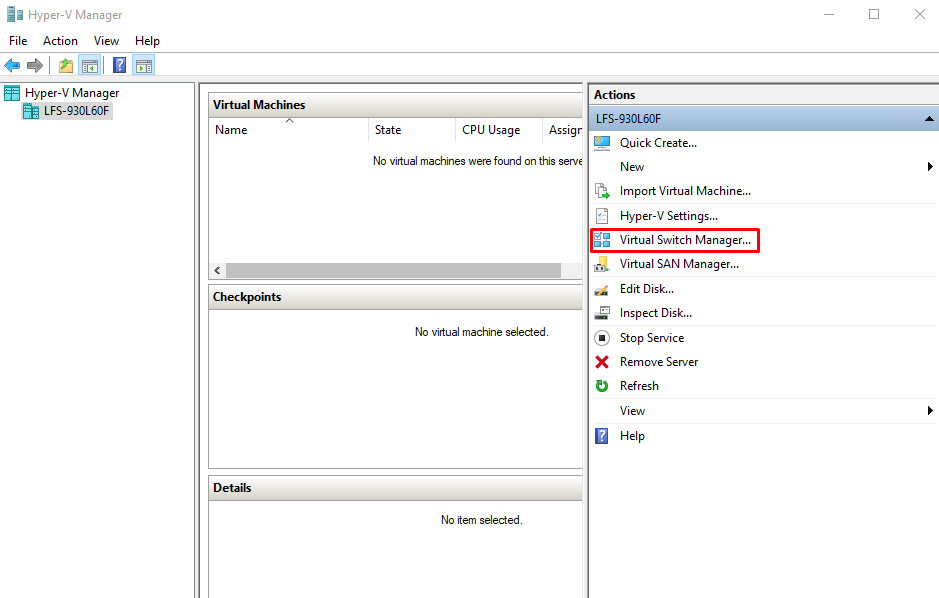 Hyper-V Manager
File Action View Help
Hyper-V Manager
LFS-930L60F
Virtual Machines
Name State CPU Usage Assign
No virtual machines were found on this serve
Checkpoints
No virtual machine selected.
Details
No item selected.
Actions
LFS-930L60F
Quick Create...
New
Import Virtual Machine...
Hyper-V Settings...
Virtual Switch Manager...
Virtual SAN Manager...
Edit Disk...
Inspect Disk...
Stop Service
Remove Server
Refresh
View
Help